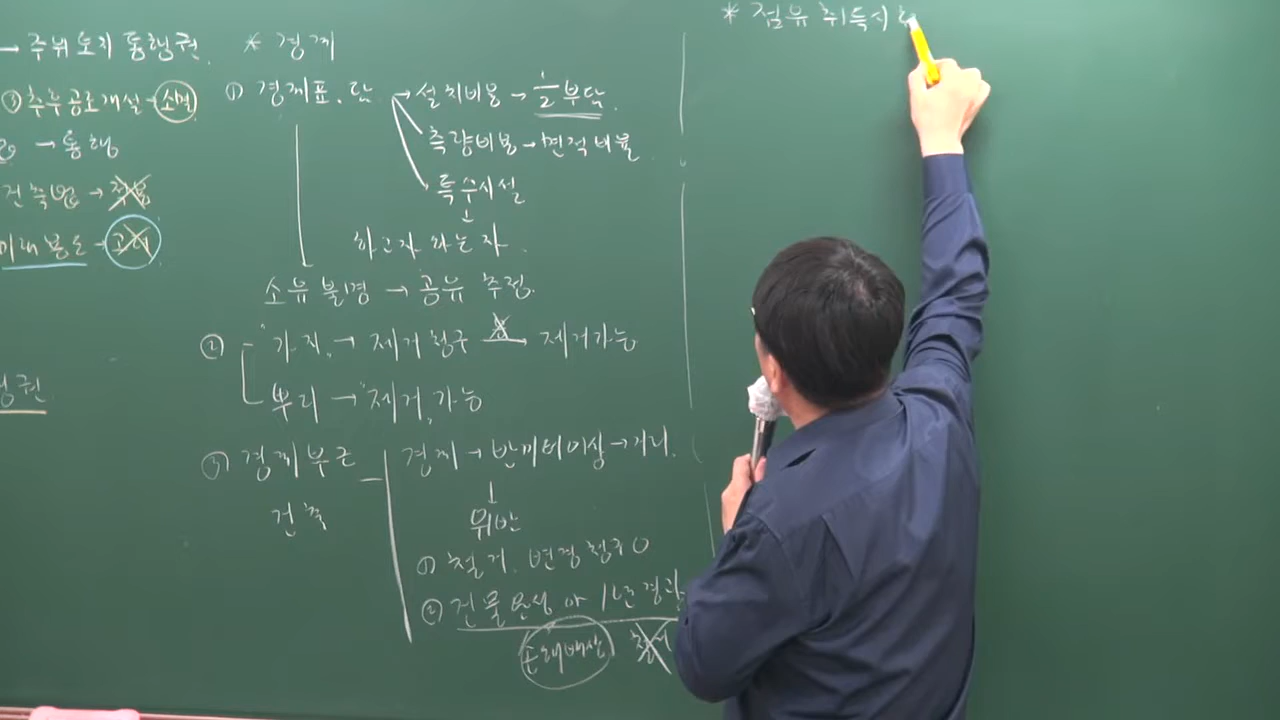 → 주위토지통행권.
③ 추후공로개설 → 소멸
→ 통행
건축법 → 적용
미래용도 → 고려
행권
* 경계
① 경계표. 담 → 설치비용 → 1/2 부담.
측량비용 → 면적비율.
특수시설
↓
하고자 하는 자.
소유불명 → 공유 추정.
② "가지" → 제거청구 → 제거가능
뿌리 → "제거" 가능
③ 경계부근 건축
경계 → 반미터이상 → 거리.
↓
위반
① 철거. 변경 청구 O
② 건물완성 or 1년 경과
손해배상 철거
* 점유 취득시